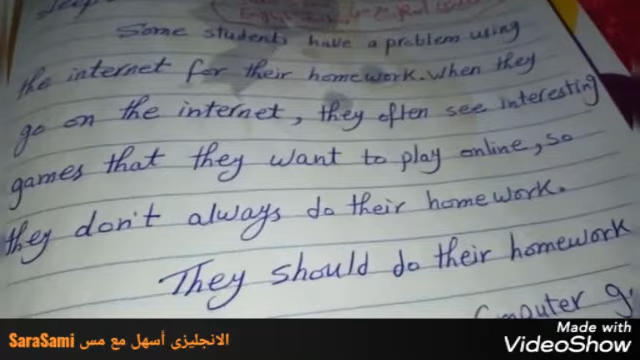 Some students have a problem using
the internet for their homework. When they
go on the internet, they often see interesting
games that they want to play online, so
they don't always do their homework.
They should do their homework
Computer g
الانجليزى أسهل مع مس SaraSami
Made with
VideoShow